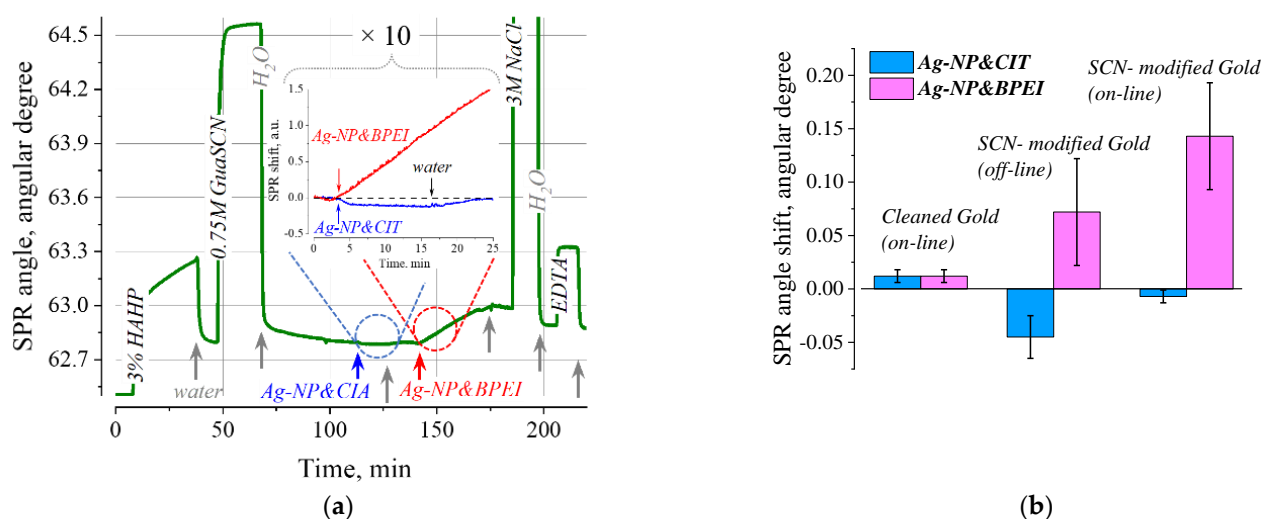 64.5
64.2
63.9
63.6
63.3
63.0
62.7
SPR angle, angular degree
0
50
100
150
200
Time, min
3% HAHP
water
0.75M GuaSCN
H2O
Ag-NP&CIA
Ag-NP&BPEI
3M NaCl
H2O
EDTA
× 10
1.5
1.0
0.5
0.0
-0.5
SPR shift, a.u.
Ag-NP&BPEI
water
Ag-NP&CIT
0
5
10
15
20
25
Time. min
(a)
Ag-NP&CIT
Ag-NP&BPEI
SCN- modified Gold
(on-line)
SCN- modified Gold
(off-line)
Cleaned Gold
(on-line)
0.20
0.15
0.10
0.05
0.00
-0.05
SPR angle shift, angular degree
(b)